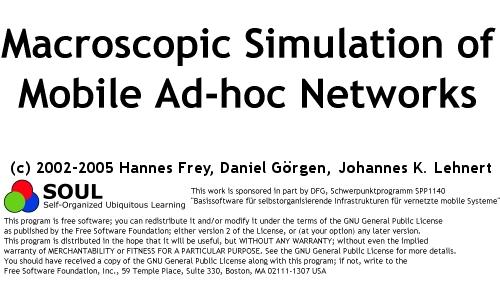 Macroscopic Simulation of
Mobile Ad-hoc Networks
(c) 2002-2005 Hannes Frey, Daniel Görgen, Johannes K. Lehnert
SOUL
Self-Organized Ubiquitous Learning
This work is sponsored in part by DFG, Schwerpunktprogramm SPP1140
"Basissoftware für selbstorganisierende Infrastrukturen für vernetzte mobile Systeme"
This program is free software; you can redistribute it and/or modify it under the terms of the GNU General Public License
as published by the Free Software Foundation; either version 2 of the License, or (at your option) any later version.
This program is distributed in the hope that it will be useful, but WITHOUT ANY WARRANTY; without even the implied
warranty of MERCHANTABILITY or FITNESS FOR A PARTICULAR PURPOSE. See the GNU General Public License for more details.
You should have received a copy of the GNU General Public License along with this program; if not, write to the
Free Software Foundation, Inc., 59 Temple Place, Suite 330, Boston, MA 02111-1307 USA